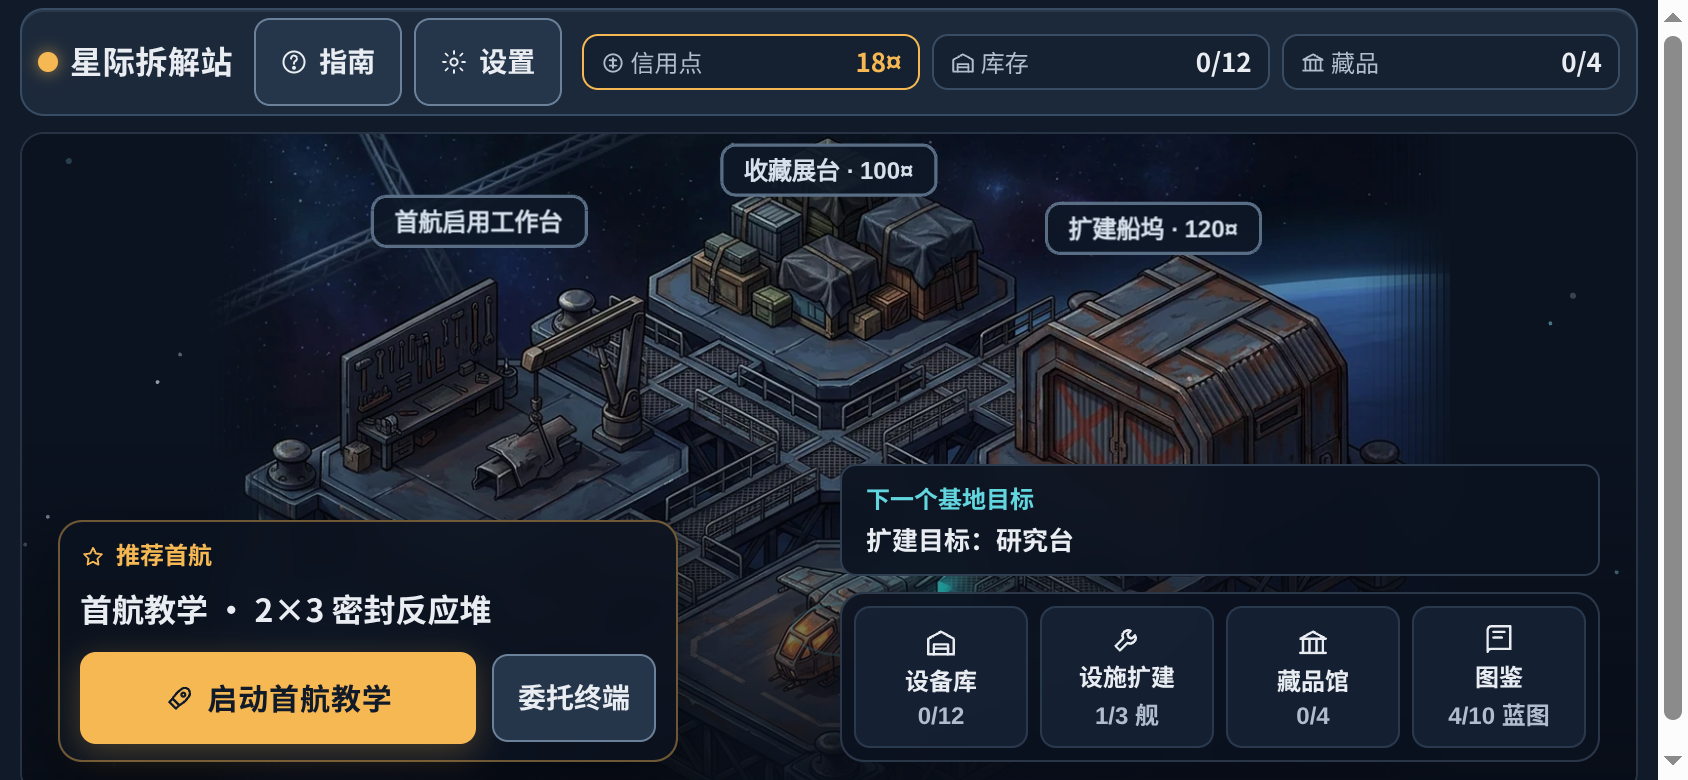 星际拆解站
指南
设置
信用点 18¤
库存 0/12
藏品 0/4
收藏展台 · 100¤
首航启用工作台
扩建船坞 · 120¤
下一个基地目标
扩建目标：研究台
推荐首航
首航教学 · 2×3 密封反应堆
启动首航教学
委托终端
设备库
0/12
设施扩建
1/3 舰
藏品馆
0/4
图鉴
4/10 蓝图